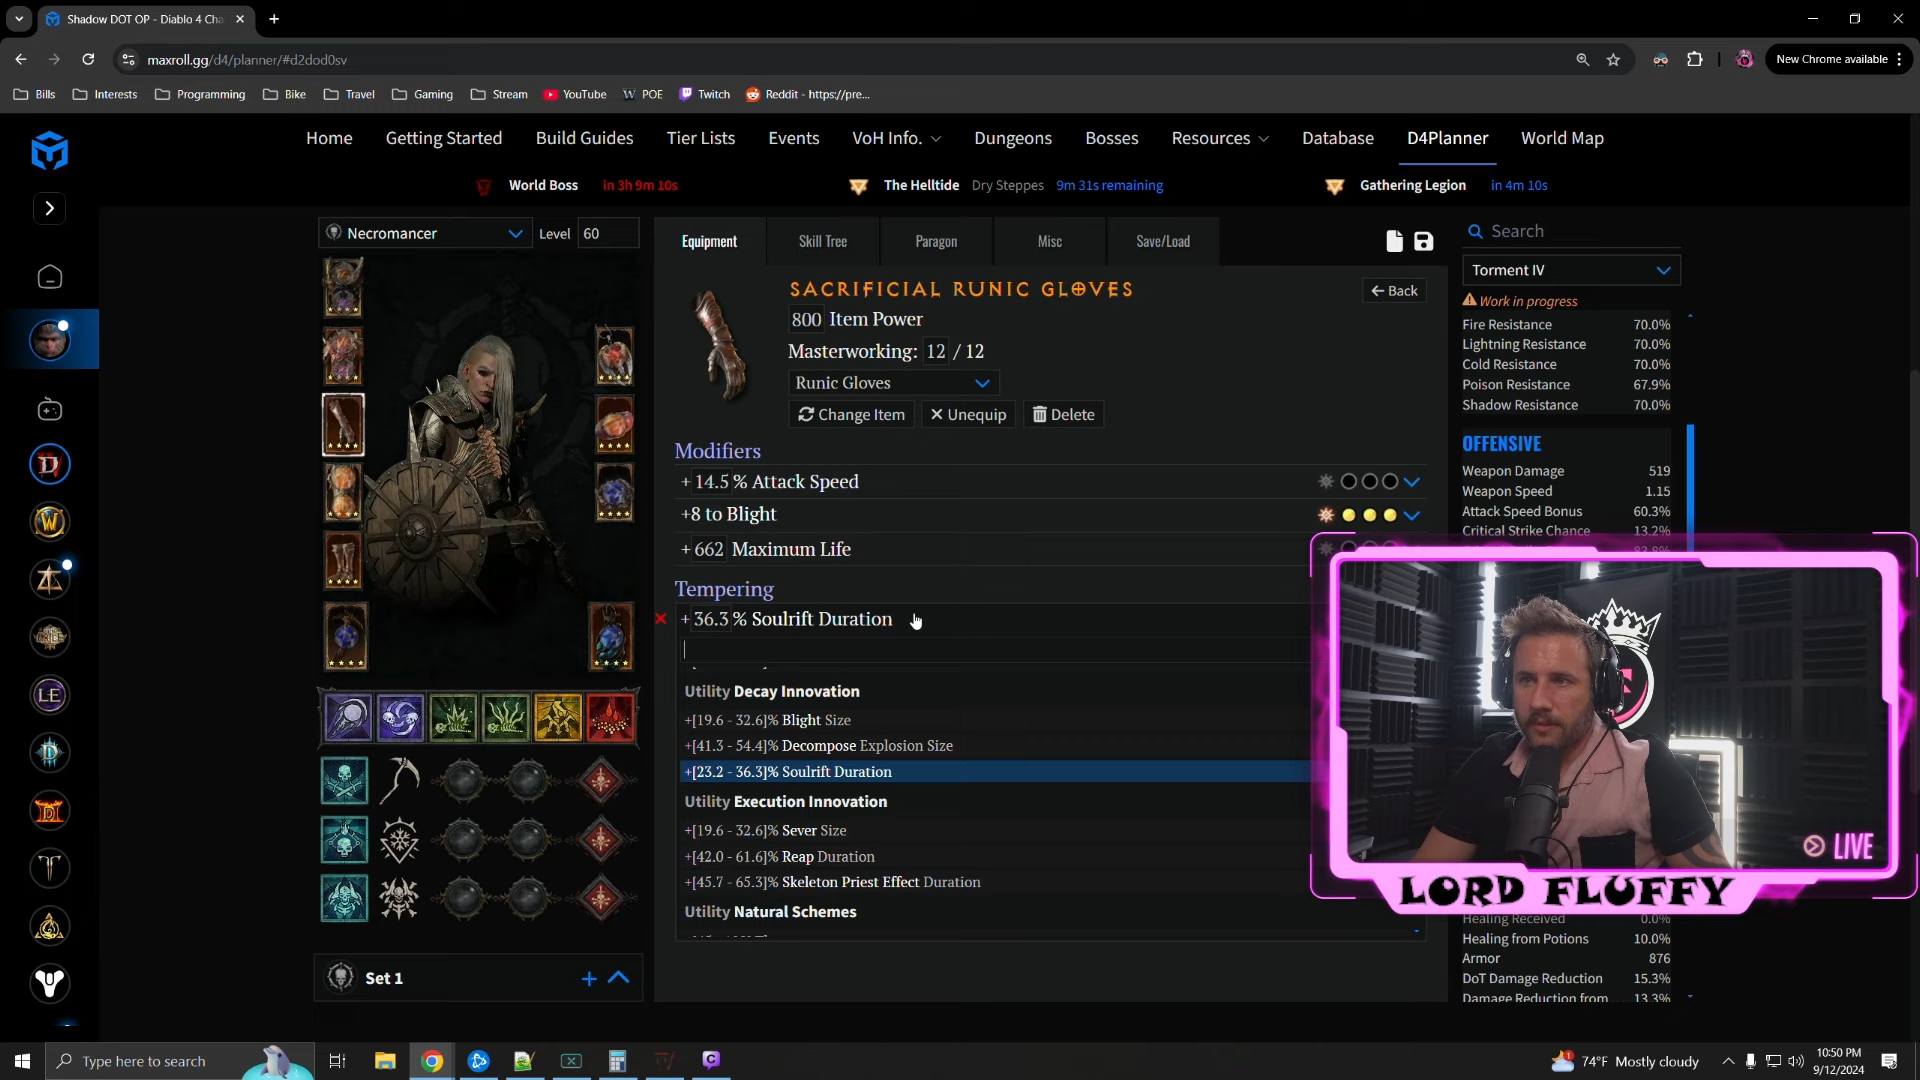 Shadow DOT OP - Diablo 4 Cha
maxroll.gg/d4/planner/#d2dod0sv
New Chrome available
Bills
Interests
Programming
Bike
Travel
Gaming
Stream
YouTube
W POE
Twitch
Reddit - https://pre...
Home
Getting Started
Build Guides
Tier Lists
Events
VoH Info.
Dungeons
Bosses
Resources
Database
D4Planner
World Map
World Boss in 3h 9m 10s
The Helltide Dry Steppes 9m 31s remaining
Gathering Legion in 4m 10s
Necromancer
Level 60
Equipment
Skill Tree
Paragon
Misc
Save/Load
Search
Torment IV
Work in progress
SACRIFICIAL RUNIC GLOVES
Back
800 Item Power
Masterworking: 12 / 12
Runic Gloves
Change Item
Unequip
Delete
Modifiers
+14.5% Attack Speed
+8 to Blight
+662 Maximum Life
Tempering
+36.3% Soulrift Duration
Utility Decay Innovation
+[19.6 - 32.6]% Blight Size
+[41.3 - 54.4]% Decompose Explosion Size
+[23.2 - 36.3]% Soulrift Duration
Utility Execution Innovation
+[19.6 - 32.6]% Sever Size
+[42.0 - 61.6]% Reap Duration
+[45.7 - 65.3]% Skeleton Priest Effect Duration
Utility Natural Schemes
Fire Resistance 70.0%
Lightning Resistance 70.0%
Cold Resistance 70.0%
Poison Resistance 67.9%
Shadow Resistance 70.0%
OFFENSIVE
Weapon Damage 519
Weapon Speed 1.15
Attack Speed Bonus 60.3%
Critical Strike Chance 13.2%
LIVE
LORD FLUFFY
Healing Received 0.0%
Healing from Potions 10.0%
Armor 876
DoT Damage Reduction 15.3%
Damage Reduction from 13.3%
Set 1
LE
Type here to search
74°F Mostly cloudy
10:50 PM
9/12/2024